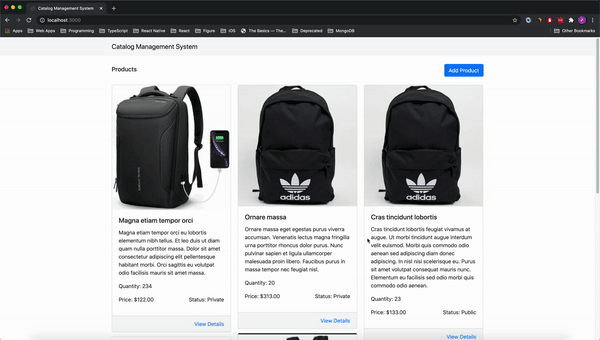 Catalog Management System
localhost:3000
Apps Web Apps Programming TypeScript React Native React Figma iOS The Basics — The... Deprecated MongoDB Other Bookmarks
Catalog Management System
Products
Add Product
adidas
adidas
Magna etiam tempor orci
Magna etiam tempor orci eu lobortis
elementum nibh tellus. Et leo duis ut diam
quam nulla porttitor massa. Dolor sit amet
consectetur adipiscing elit pellentesque
habitant morbi. Orci sagittis eu volutpat
odio facilisis mauris sit amet massa.
Quantity: 234
Price: $122.00 Status: Private
View Details
Ornare massa
Ornare massa eget egestas purus viverra
accumsan. Venenatis lectus magna fringilla
urna porttitor rhoncus dolor purus. Nunc
pulvinar sapien et ligula ullamcorper
malesuada proin libero. Faucibus purus in
massa tempor nec feugiat nisl.
Quantity: 20
Price: $313.00 Status: Private
View Details
Cras tincidunt lobortis
Cras tincidunt lobortis feugiat vivamus at
augue. Ut morbi tincidunt augue interdum
velit euismod. Morbi quis commodo odio
aenean sed adipiscing diam donec
adipiscing. In nisl nisi scelerisque eu. Purus
sit amet volutpat consequat mauris nunc.
Elementum eu facilisis sed odio morbi quis
commodo odio aenean.
Quantity: 23
Price: $133.00 Status: Public
View Details